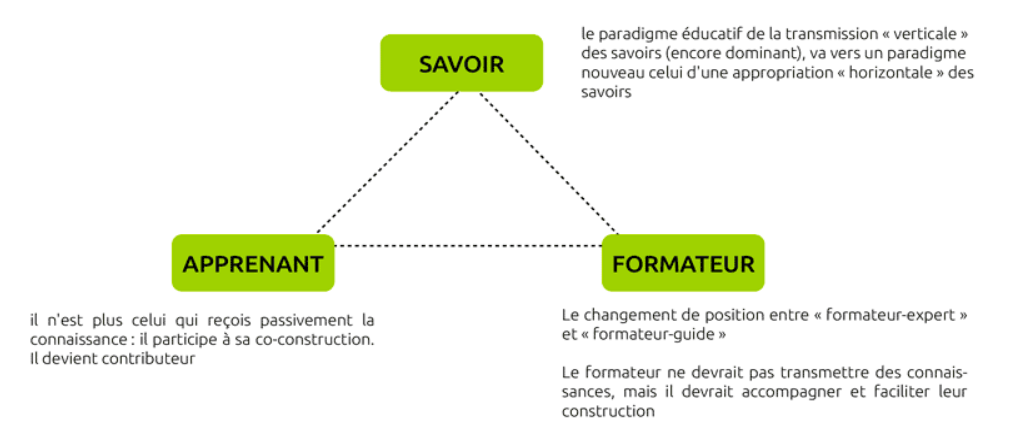 SAVOIR
le paradigme éducatif de la transmission « verticale »
des savoirs (encore dominant), va vers un paradigme
nouveau celui d'une appropriation « horizontale » des
savoirs
APPRENANT
il n'est plus celui qui reçois passivement la
connaissance : il participe à sa co-construction.
Il devient contributeur
FORMATEUR
Le changement de position entre « formateur-expert »
et « formateur-guide »
Le formateur ne devrait pas transmettre des connais-
sances, mais il devrait accompagner et faciliter leur
construction